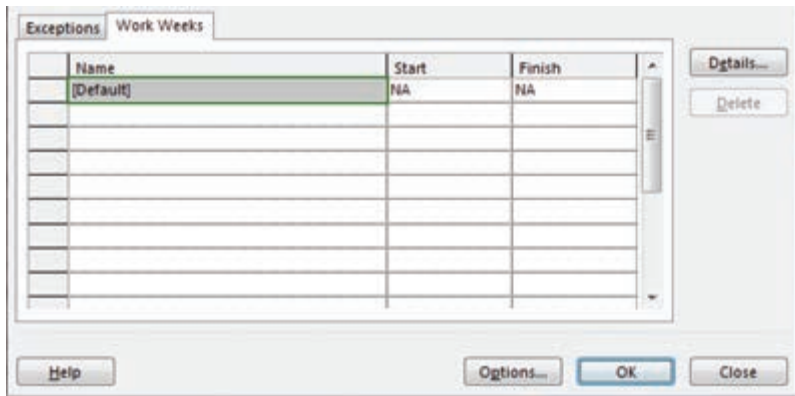 Exceptions Work Weeks
Name Start Finish
[Default] NA NA
Details...
Delete
Help Options... OK Close